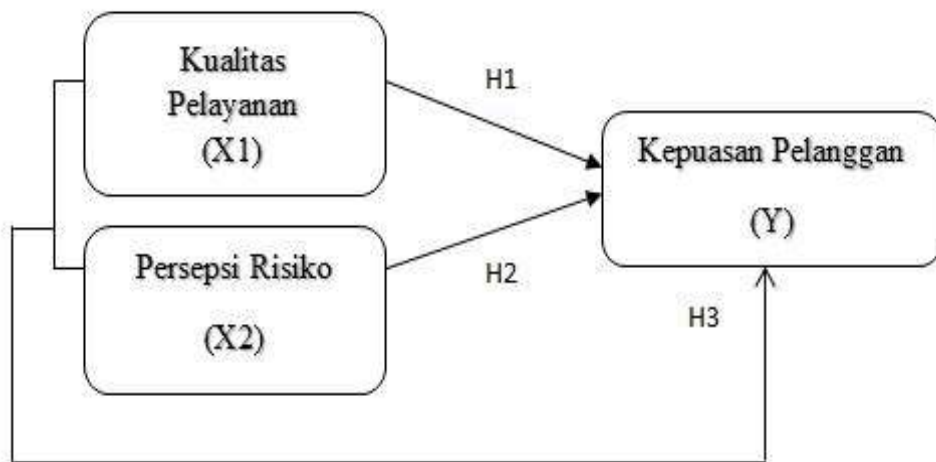 Kualitas
Pelayanan
(X1)
H1
Kepuasan Pelanggan
(Y)
Persepsi Risiko
(X2)
H2
H3